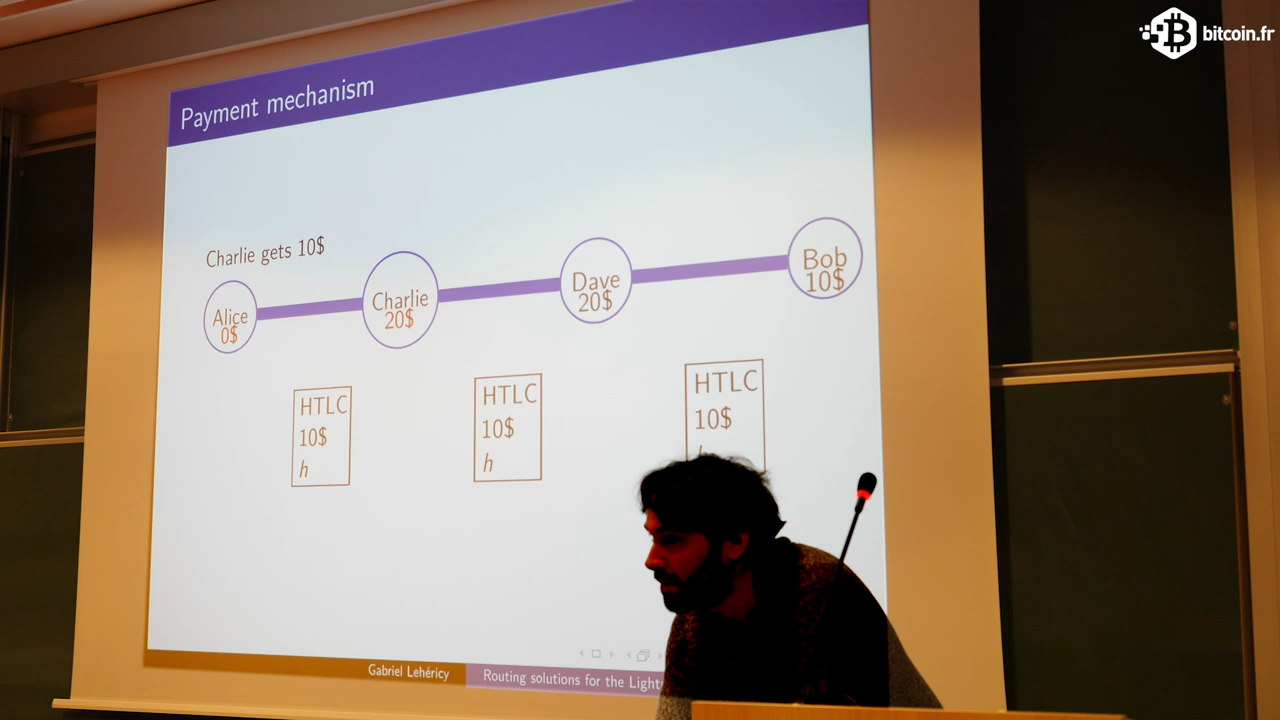 bitcoin.fr
Payment mechanism
Charlie gets 10$
Alice
0$
Charlie
20$
Dave
20$
Bob
10$
HTLC
10$
h
HTLC
10$
h
HTLC
10$
Gabriel Lehéricy
Routing solutions for the